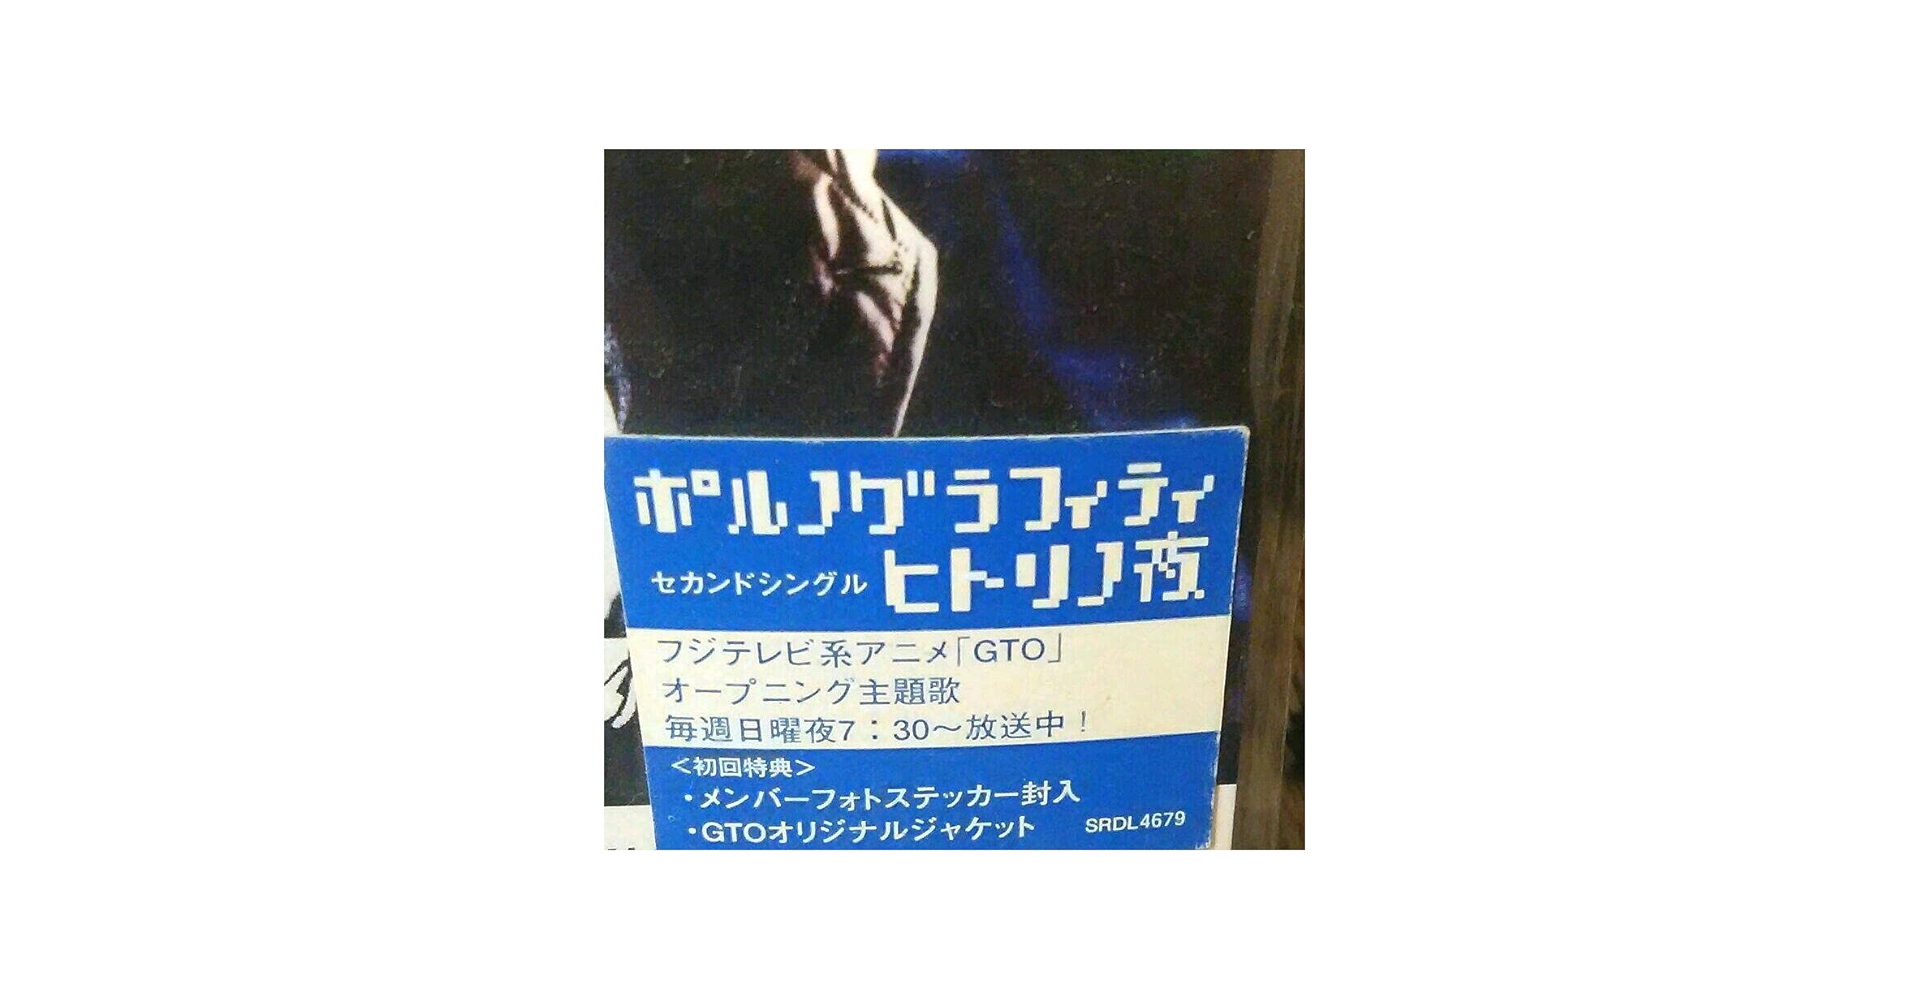 ポルノグラフィティ
セカンドシングル ヒトリノ夜
フジテレビ系アニメ「GTO」
オープニング主題歌
毎週日曜夜7：30〜放送中！
＜初回特典＞
・メンバーフォトステッカー封入
・GTOオリジナルジャケット SRDL4679